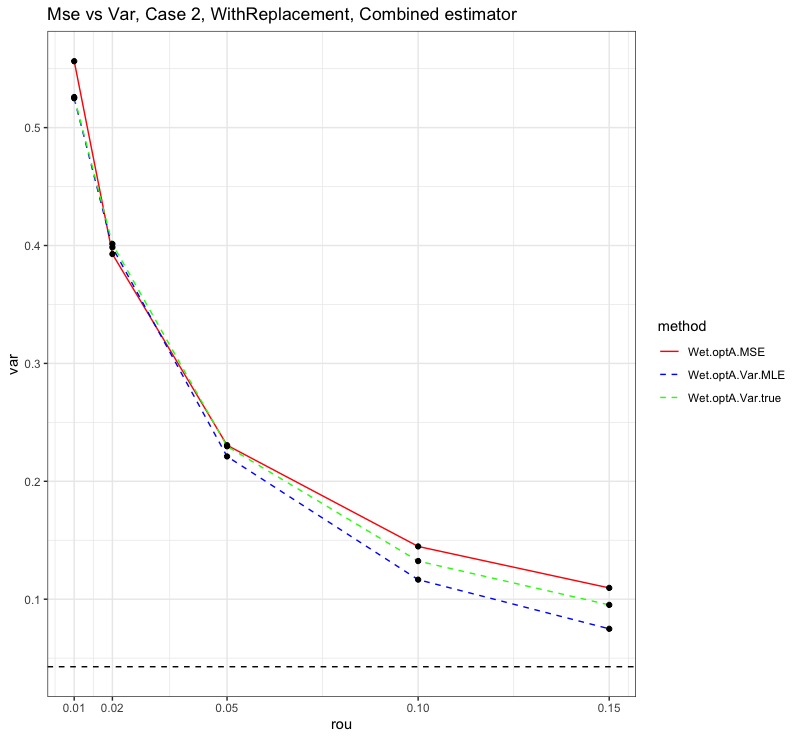 Mse vs Var, Case 2, WithReplacement, Combined estimator
0.5
0.4
0.3
0.2
0.1
var
0.01
0.02
0.05
0.10
0.15
rou
method
Wet.optA.MSE
Wet.optA.Var.MLE
Wet.optA.Var.true